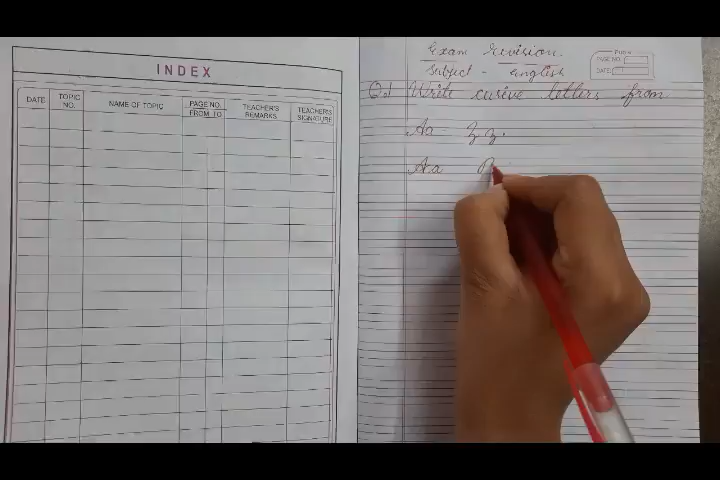 INDEX
DATE TOPIC NO. NAME OF TOPIC PAGE NO. FROM TO TEACHER'S REMARKS TEACHER'S SIGNATURE
Exam revision.
Subject - english
PAGE NO.
DATE:
Q.1 Write cursive letters from
Aa - Zz.
Aa